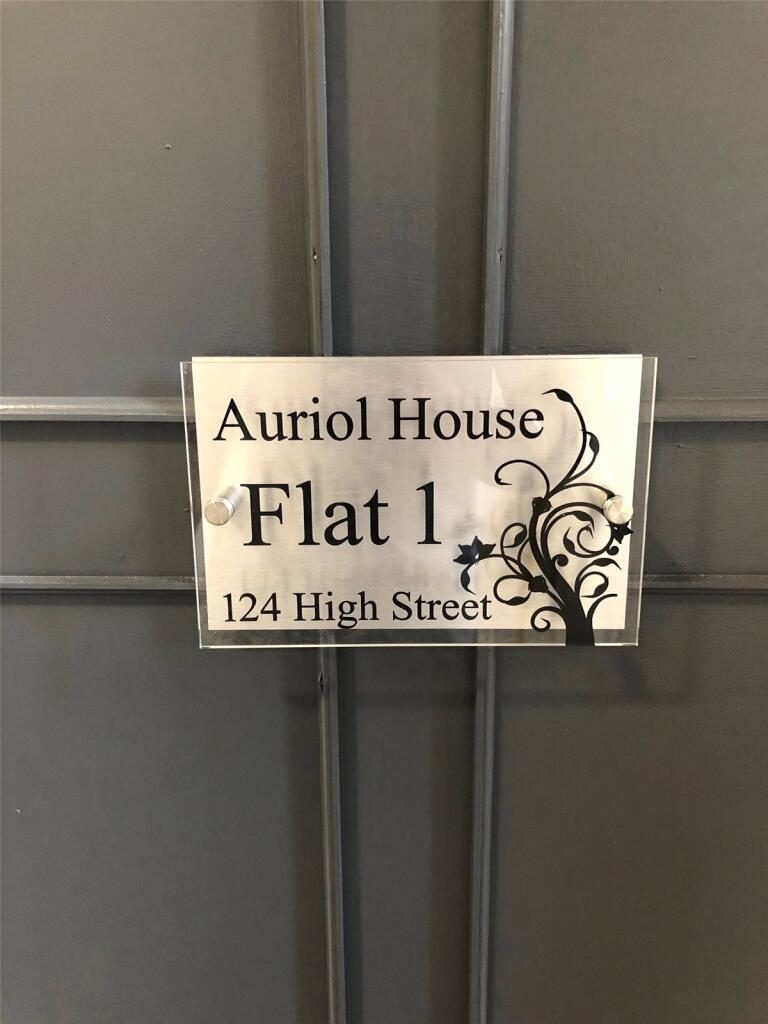 Auriol House
Flat 1
124 High Street